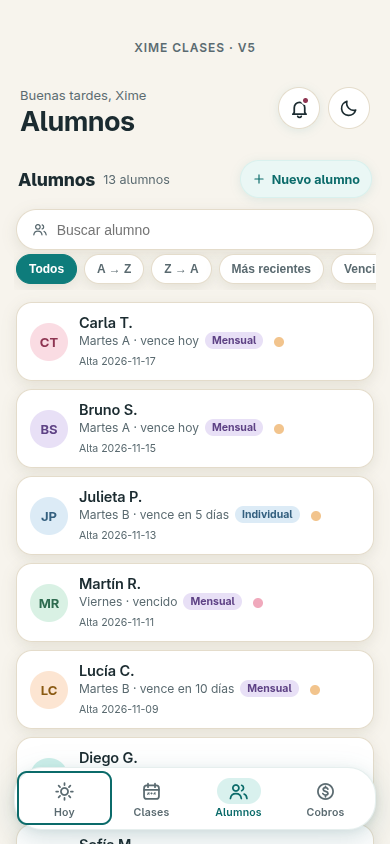 XIME CLASES · V5
Buenas tardes, Xime
Alumnos
Alumnos 13 alumnos
+ Nuevo alumno
Buscar alumno
Todos A → Z Z → A Más recientes Venci
CT
Carla T.
Martes A · vence hoy Mensual
Alta 2026-11-17
BS
Bruno S.
Martes A · vence hoy Mensual
Alta 2026-11-15
JP
Julieta P.
Martes B · vence en 5 días Individual
Alta 2026-11-13
MR
Martín R.
Viernes · vencido Mensual
Alta 2026-11-11
LC
Lucía C.
Martes B · vence en 10 días Mensual
Alta 2026-11-09
Diego G.
Hoy Clases Alumnos Cobros
Sofía M.